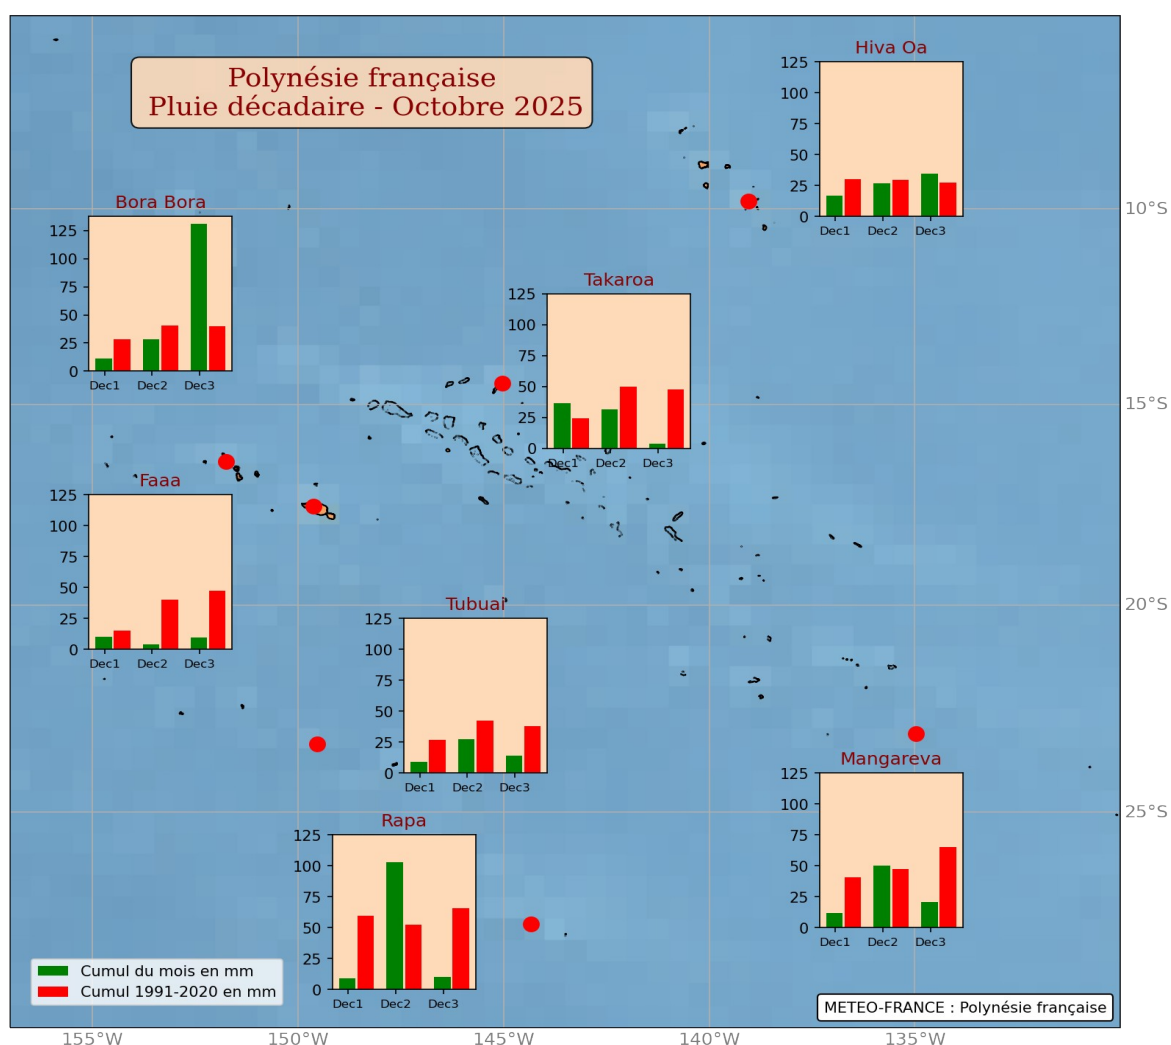 Polynésie française
Pluie décadaire - Octobre 2025
Hiva Oa
125
100
75
50
25
0
Dec1 Dec2 Dec3
10°S
Bora Bora
125
100
75
50
25
0
Dec1 Dec2 Dec3
Takaroa
125
100
75
50
25
0
Dec1 Dec2 Dec3
15°S
Faaa
125
100
75
50
25
0
Dec1 Dec2 Dec3
20°S
Tubuai
125
100
75
50
25
0
Dec1 Dec2 Dec3
Mangareva
125
100
75
50
25
0
Dec1 Dec2 Dec3
25°S
Rapa
125
100
75
50
25
0
Dec1 Dec2 Dec3
Cumul du mois en mm
Cumul 1991-2020 en mm
METEO-FRANCE : Polynésie française
155°W 150°W 145°W 140°W 135°W